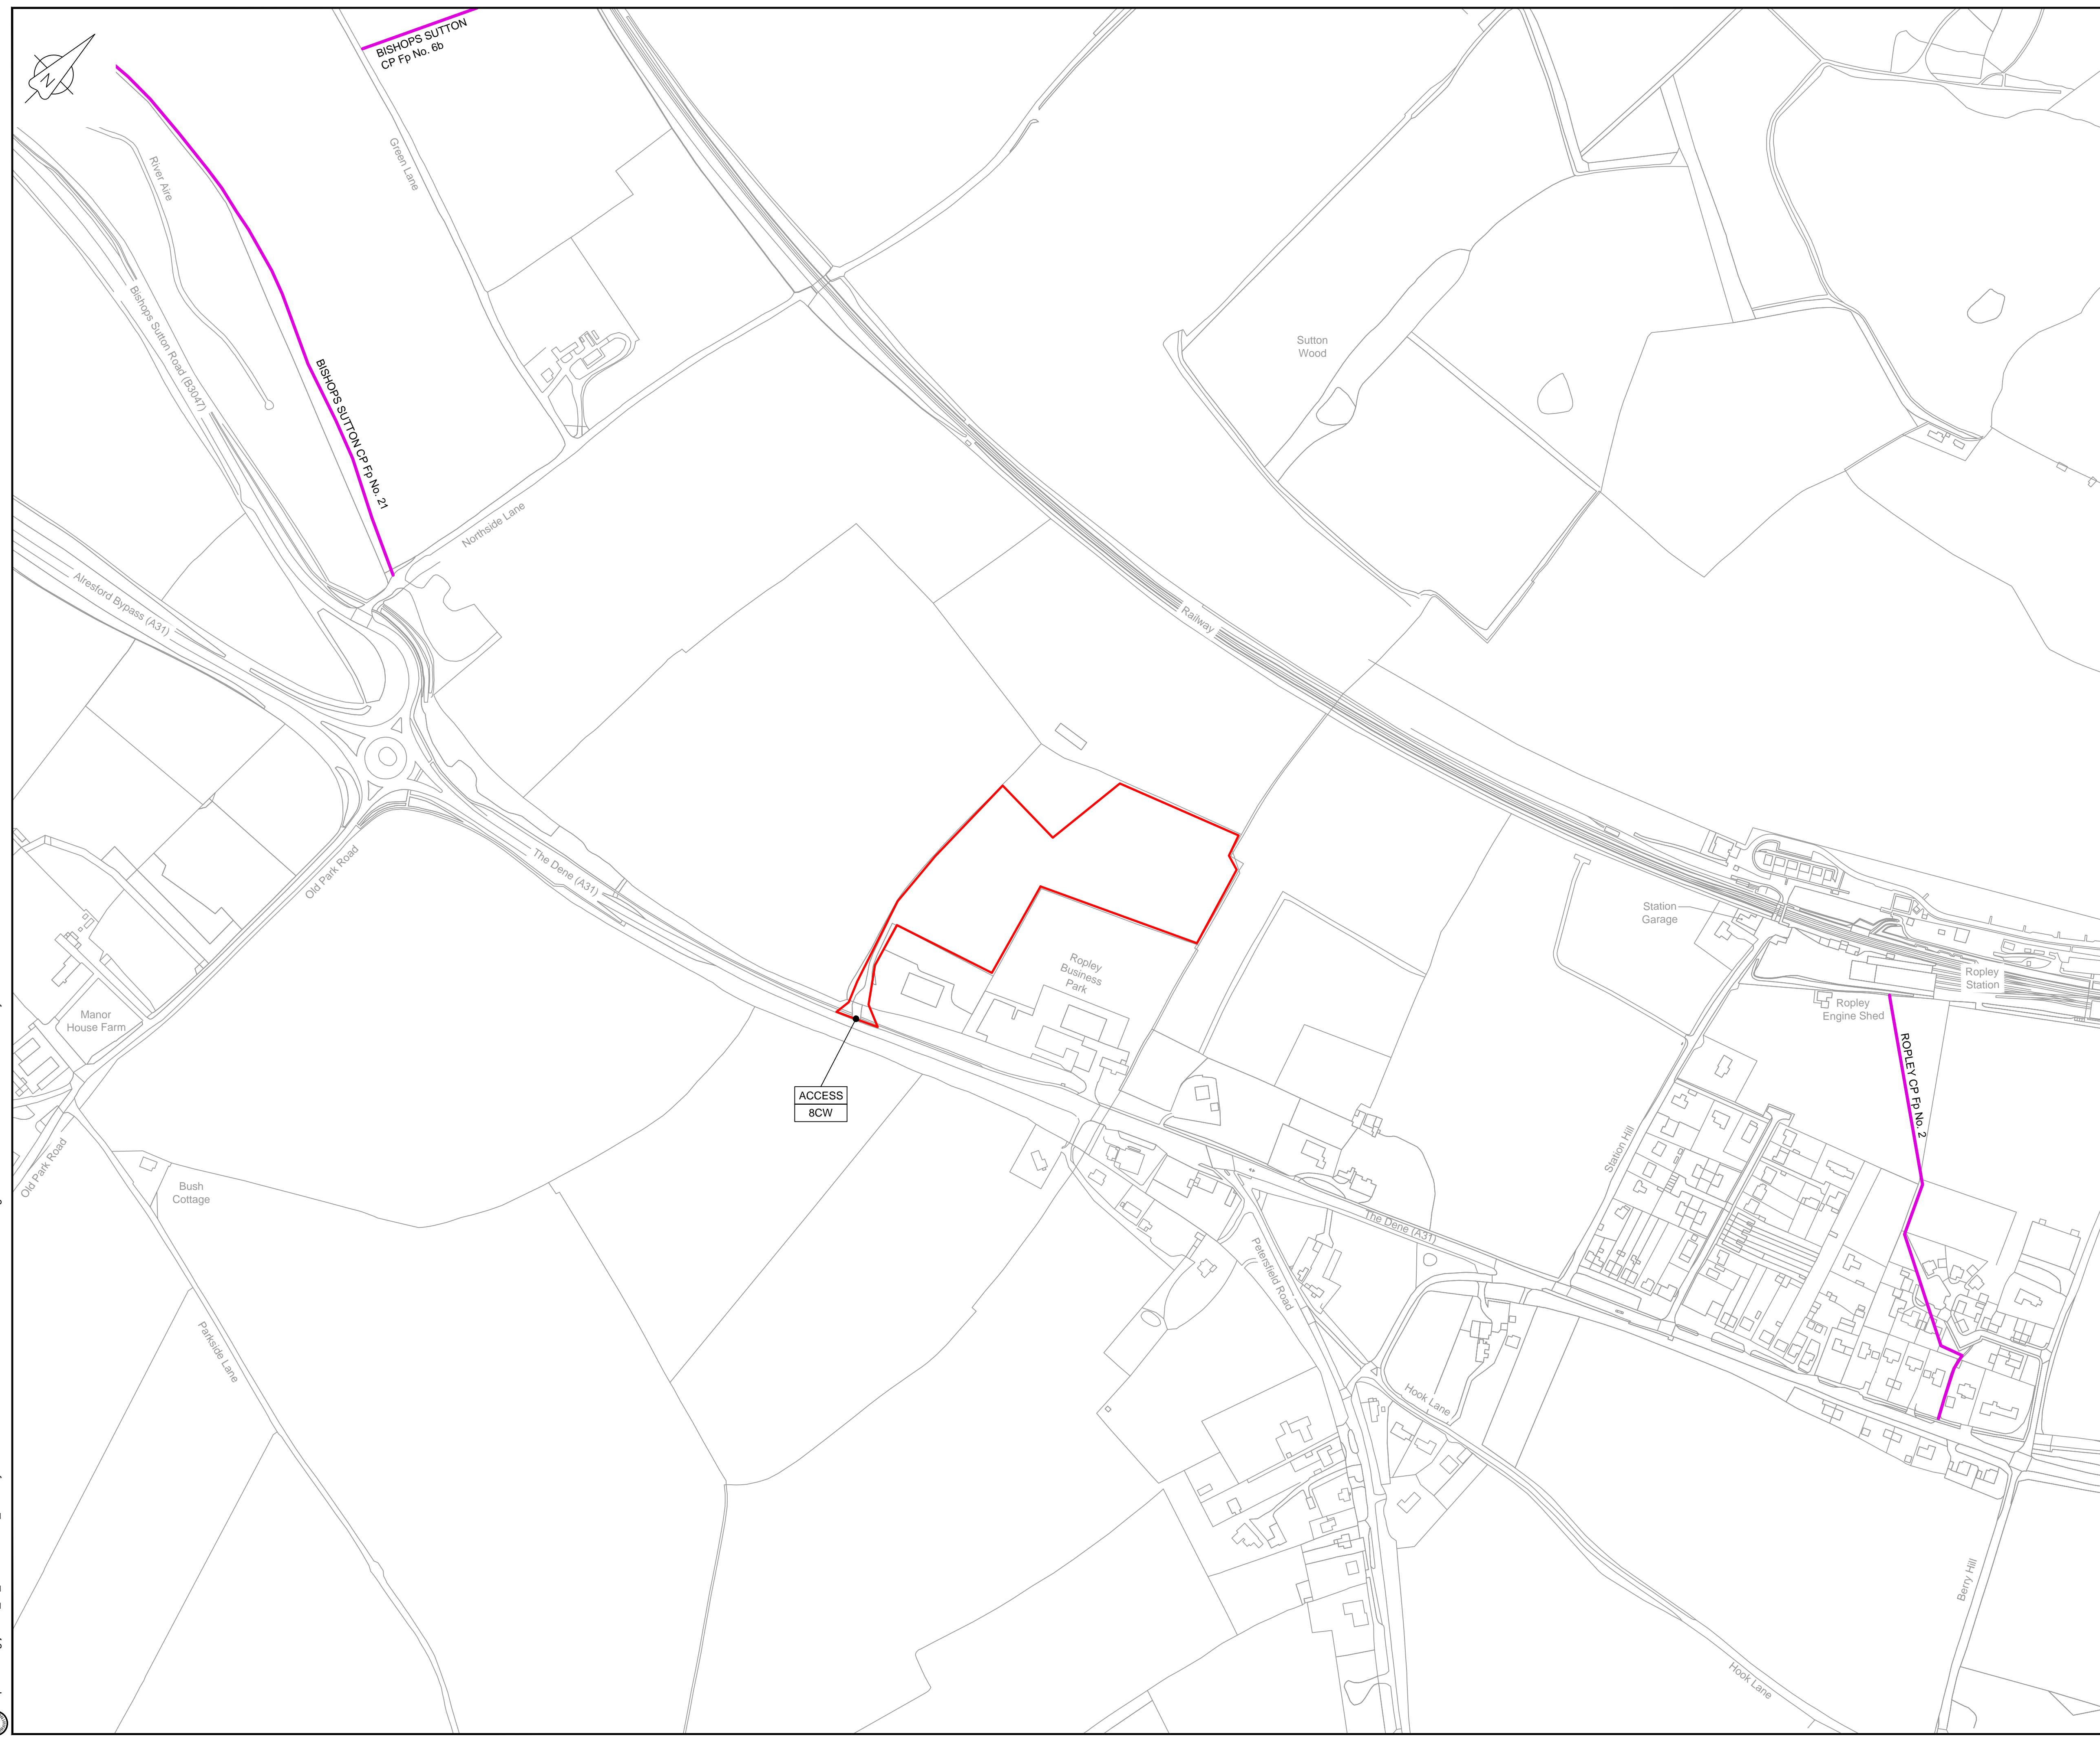 BISHOPS SUTTON
CP Fp No. 6b
N
River Aire
Green Lane
Bishops Sutton Road (B3047)
BISHOPS SUTTON CP Fp No. 21
Sutton
Wood
Northside Lane
Alresford Bypass (A31)
Railway
The Dene (A31)
Old Park Road
Station
Garage
Ropley
Business
Park
Ropley
Station
Ropley
Engine Shed
Manor
House Farm
ROPLEY CP Fp No. 2
ACCESS
8CW
Station Hill
Old Park Road
Bush
Cottage
The Dene (A31)
Petersfield Road
Parkside Lane
Hook Lane
Berry Hill
Hook Lane